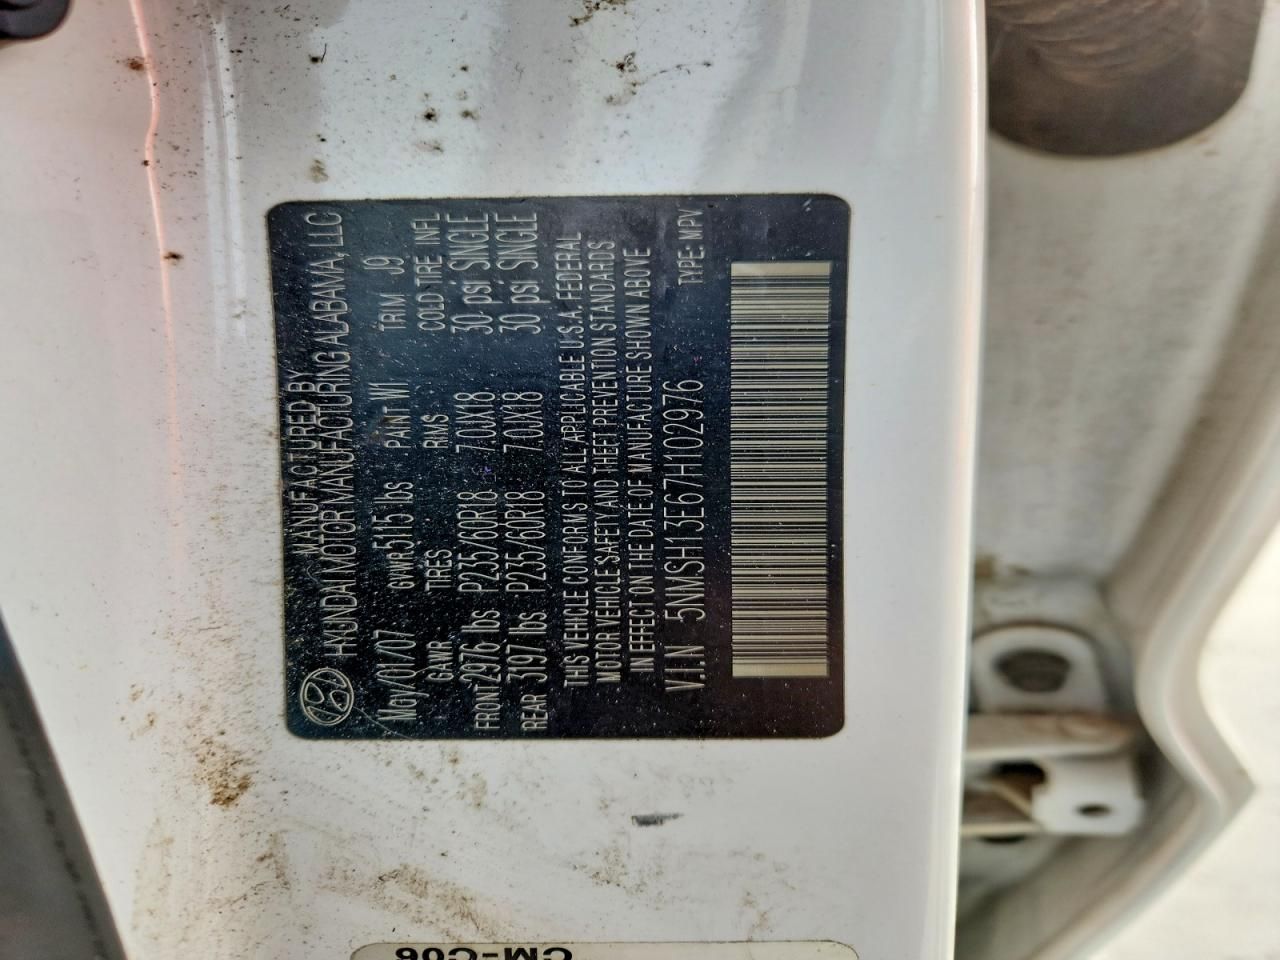 MANUFACTURED BY
HYUNDAI MOTOR MANUFACTURING ALABAMA, LLC
May/01/07 GVWR 5115 lbs PAINT W1 TRM J9
GAWR TIRES RMS COLD TIRE INFL
FRONT 2976 lbs P235/60R18 7.0JX18 30 psi SINGLE
REAR 3197 lbs P235/60R18 7.0JX18 30 psi SINGLE
THIS VEHICLE CONFORMS TO ALL APPLICABLE U.S.A. FEDERAL
MOTOR VEHICLE SAFETY AND THEFT PREVENTION STANDARDS
IN EFFECT ON THE DATE OF MANUFACTURE SHOWN ABOVE
V.I.N 5NMSH13E67H102976 TYPE: MPV
CM-C06